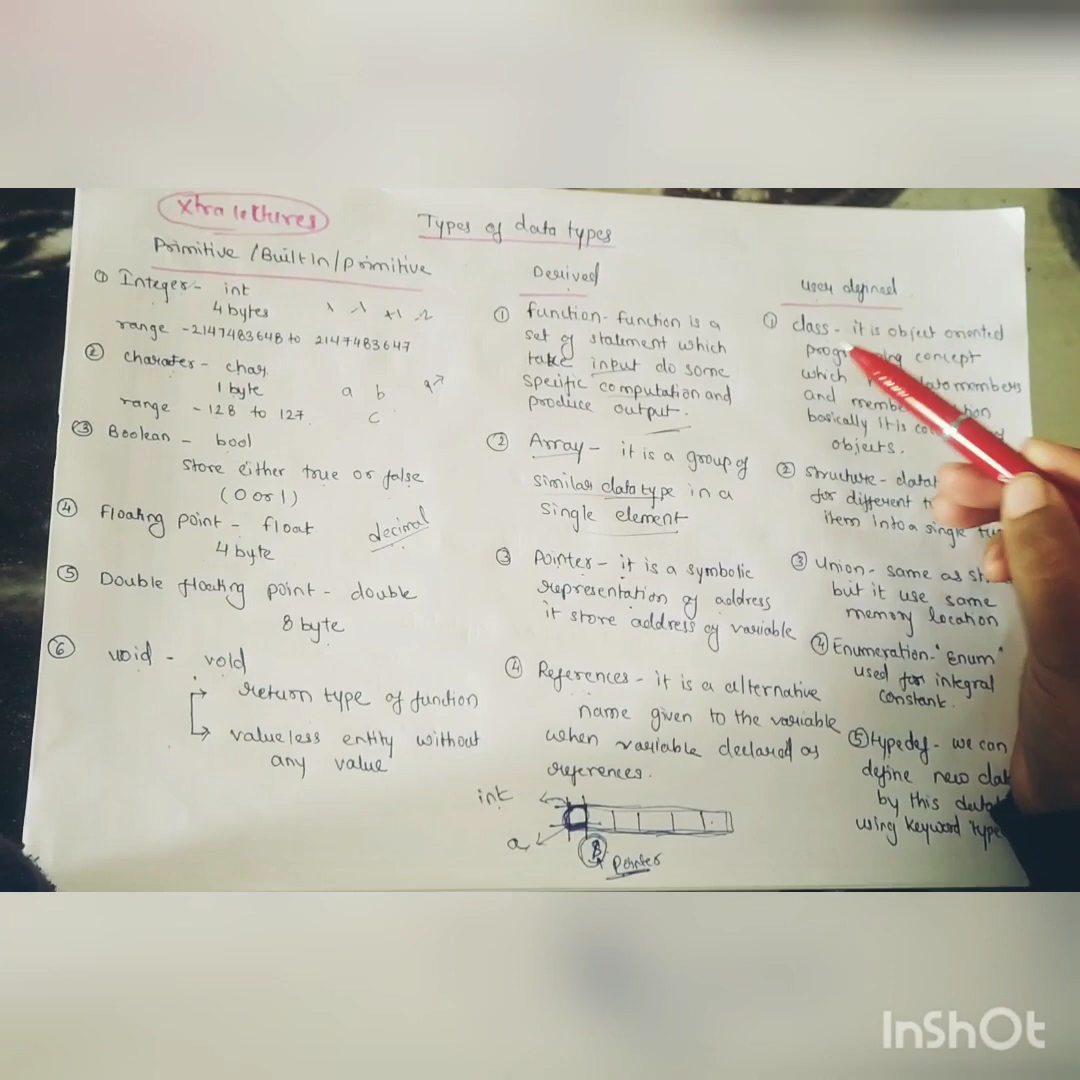 Xtra lectures
Types of data types
Primitive / Built In / primitive
① Integer - int
4 bytes
range - 2147483648 to 2147483647
② charater - char
1 byte
a b
c
range - 128 to 127
③ Boolean - bool
store either true or false
(0 or 1)
④ Floating point - float
decimal
4 byte
⑤ Double floating point - double
8 byte
⑥ void - void
return type of function
valueless entity without
any value
Derived
① function - function is a
set of statement which
take input do some
specific computation and
produce output.
② Array - it is a group of
similar data type in a
single element
③ Pointer - it is a symbolic
representation of address
it store address of variable
④ References - it is a alternative
name given to the variable
when variable declared as
references.
int
a
Pointer
user defined
① class - it is object oriented
concept
which members
and
basically it is
objects.
② structure -
for different
item into a single
③ Union - same as
but it use same
memory location
④ Enumeration - "Enum"
used for integral
constant.
⑤ typedef - we can
define new
by this
using keyword
InShOt